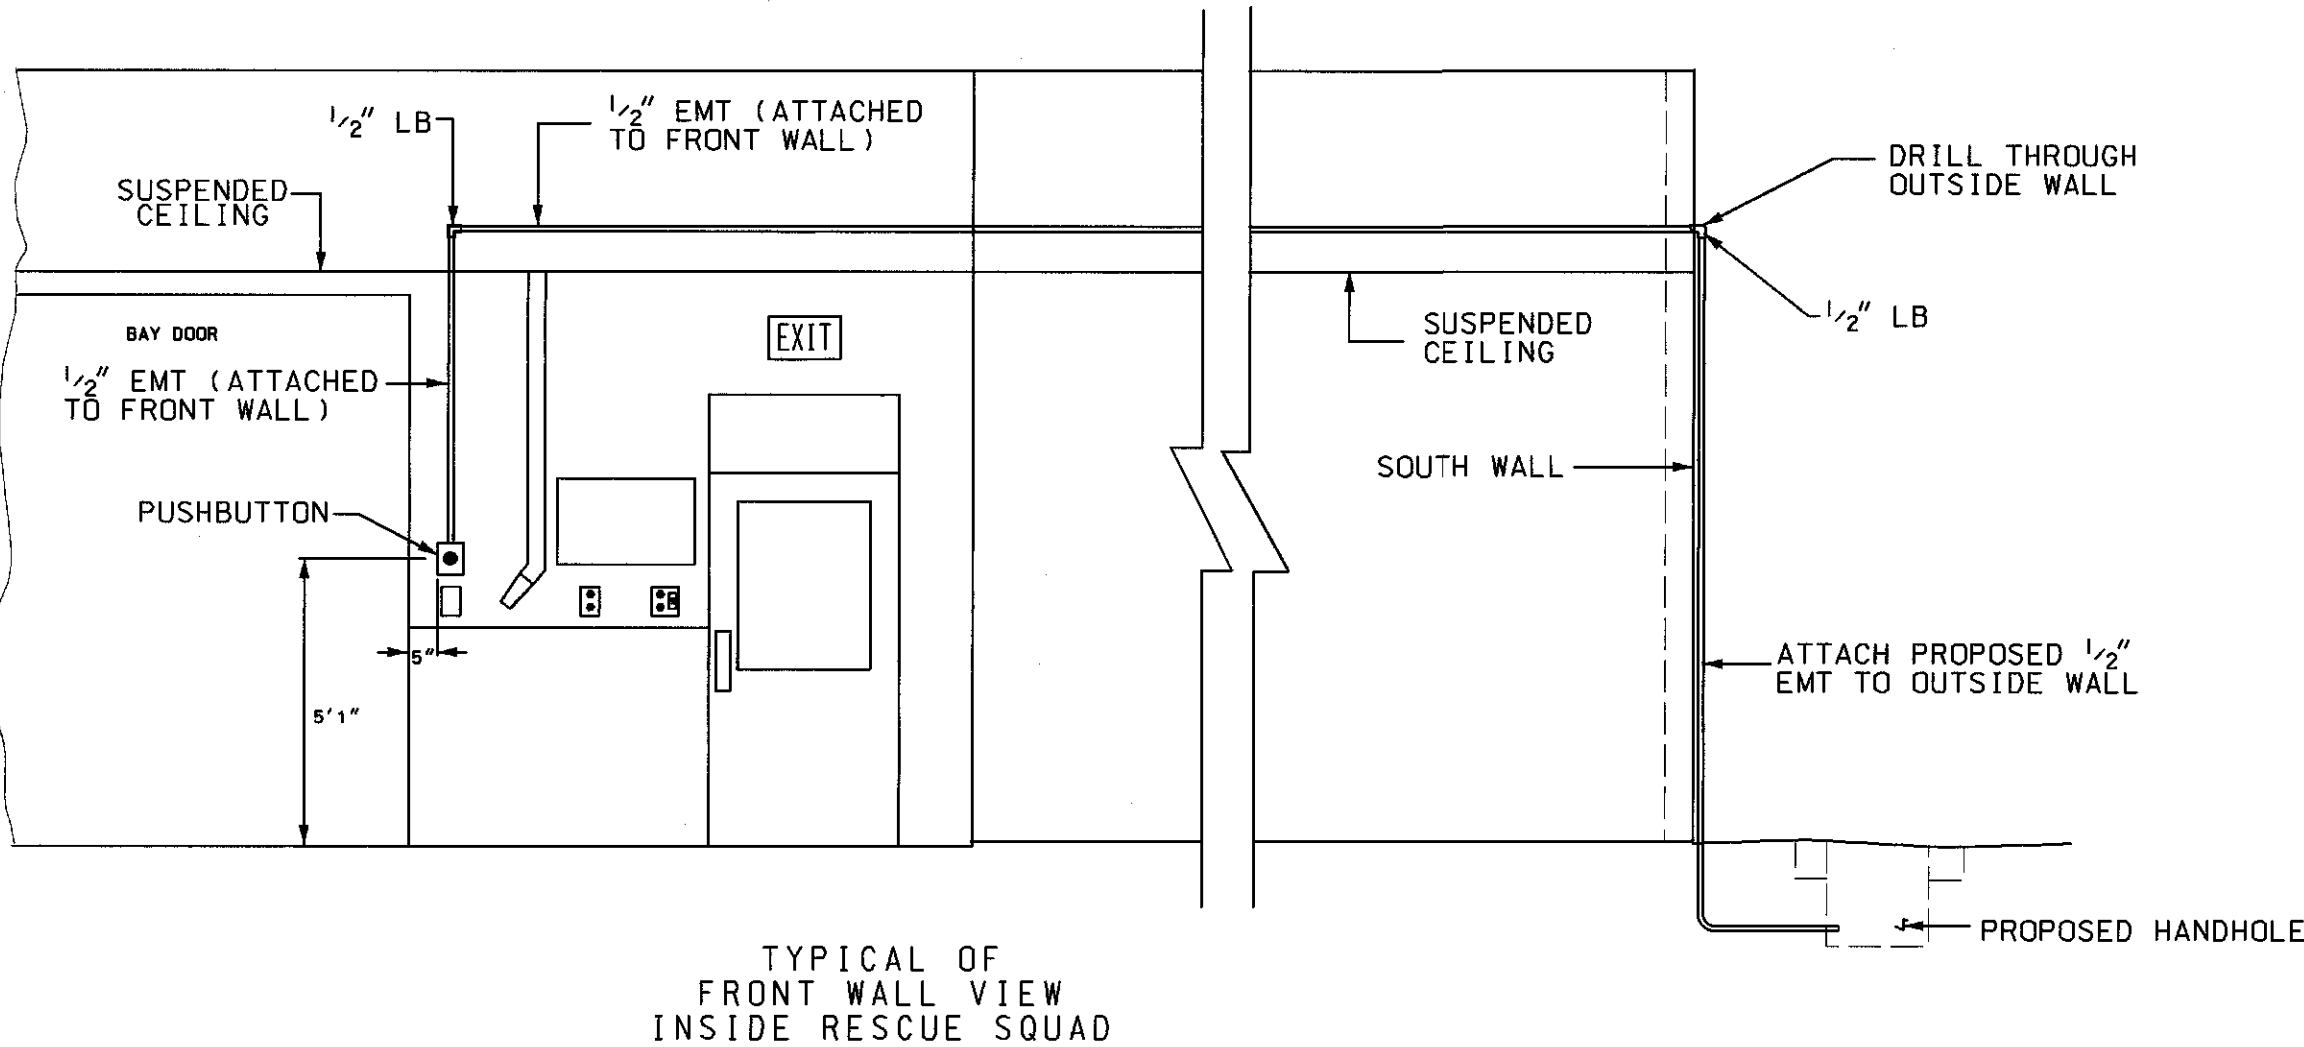 1/2" LB
1/2" EMT (ATTACHED
TO FRONT WALL)
DRILL THROUGH
OUTSIDE WALL
SUSPENDED
CEILING
1/2" LB
EXIT
SUSPENDED
CEILING
BAY DOOR
1/2" EMT (ATTACHED
TO FRONT WALL)
SOUTH WALL
PUSHBUTTON
5"
ATTACH PROPOSED 1/2"
EMT TO OUTSIDE WALL
5'1"
PROPOSED HANDHOLE
TYPICAL OF
FRONT WALL VIEW
INSIDE RESCUE SQUAD